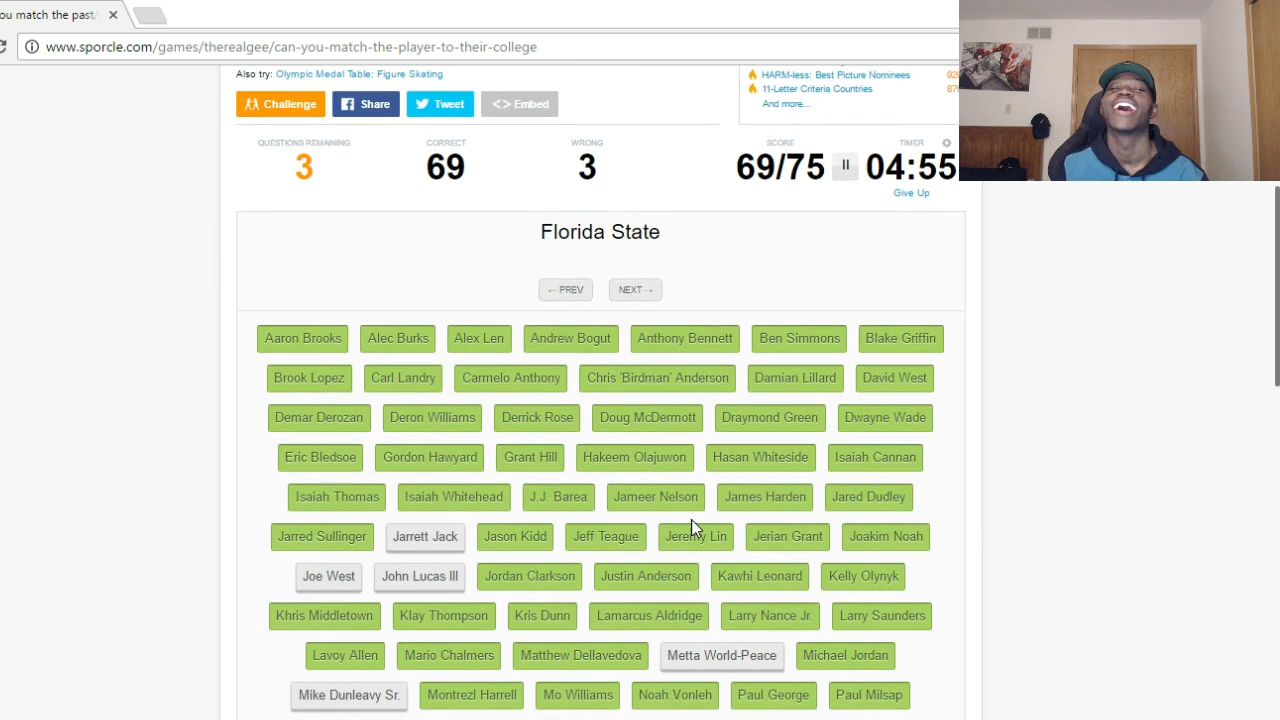 you match the past/
www.sporcle.com/games/therealgee/can-you-match-the-player-to-their-college
Also try: Olympic Medal Table: Figure Skating
HARM-less: Best Picture Nominees
11-Letter Criteria Countries
And more...
Challenge Share Tweet <> Embed
QUESTIONS REMAINING CORRECT WRONG SCORE TIMER
3 69 3 69/75 04:55
Give Up
Florida State
←PREV NEXT→
Aaron Brooks Alec Burks Alex Len Andrew Bogut Anthony Bennett Ben Simmons Blake Griffin
Brook Lopez Carl Landry Carmelo Anthony Chris 'Birdman' Anderson Damian Lillard David West
Demar Derozan Deron Williams Derrick Rose Doug McDermott Draymond Green Dwayne Wade
Eric Bledsoe Gordon Hawyard Grant Hill Hakeem Olajuwon Hasan Whiteside Isaiah Cannan
Isaiah Thomas Isaiah Whitehead J.J. Barea Jameer Nelson James Harden Jared Dudley
Jarred Sullinger Jarrett Jack Jason Kidd Jeff Teague Jeremy Lin Jerian Grant Joakim Noah
Joe West John Lucas III Jordan Clarkson Justin Anderson Kawhi Leonard Kelly Olynyk
Khris Middletown Klay Thompson Kris Dunn Lamarcus Aldridge Larry Nance Jr. Larry Saunders
Lavoy Allen Mario Chalmers Matthew Dellavedova Metta World-Peace Michael Jordan
Mike Dunleavy Sr. Montrezl Harrell Mo Williams Noah Vonleh Paul George Paul Milsap